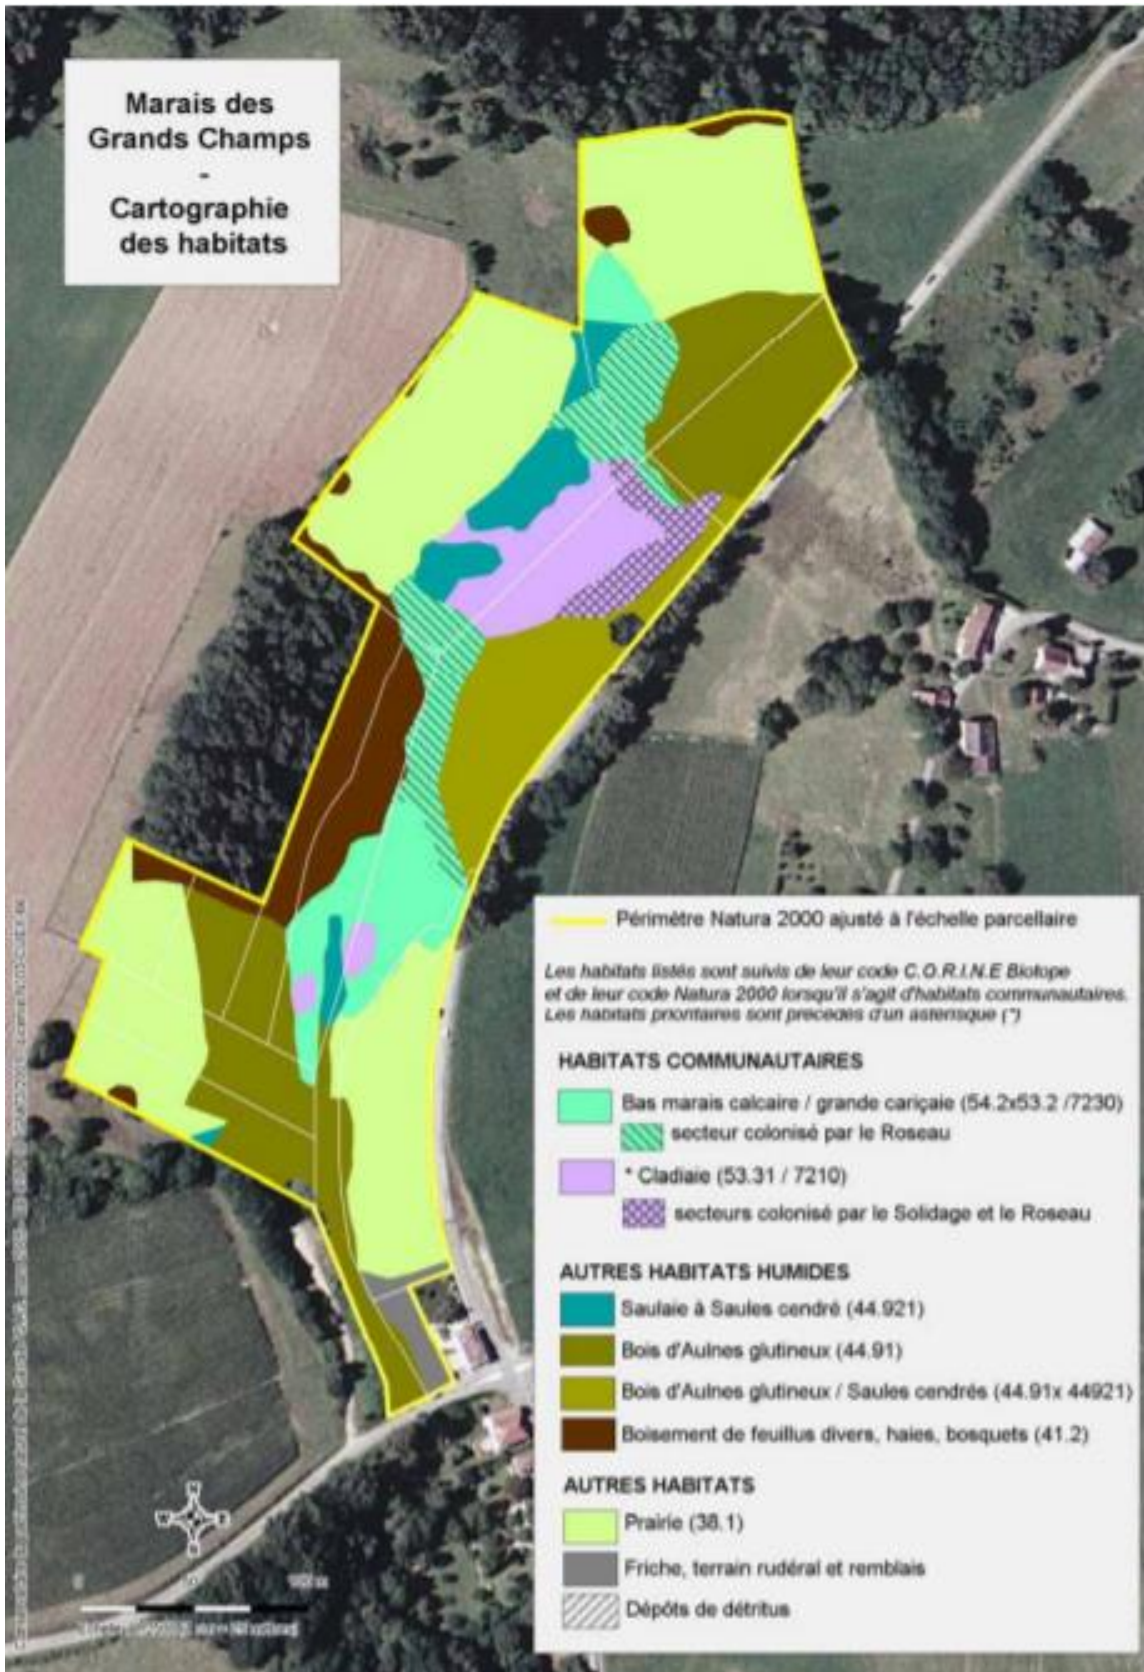 Marais des
Grands Champs
-
Cartographie
des habitats
Périmètre Natura 2000 ajusté à l'échelle parcellaire
Les habitats listés sont suivis de leur code C.O.R.I.N.E Biotope
et de leur code Natura 2000 lorsqu'il s'agit d'habitats communautaires.
Les habitats prioritaires sont précédés d'un astérisque (*)
HABITATS COMMUNAUTAIRES
Bas marais calcaire / grande cariçaie (54.2x53.2 /7230)
secteur colonisé par le Roseau
* Cladiaie (53.31 / 7210)
secteurs colonisé par le Solidage et le Roseau
AUTRES HABITATS HUMIDES
Saulaie à Saules cendré (44.921)
Bois d'Aulnes glutineux (44.91)
Bois d'Aulnes glutineux / Saules cendrés (44.91x 44921)
Boisement de feuillus divers, haies, bosquets (41.2)
AUTRES HABITATS
Prairie (38.1)
Friche, terrain rudéral et remblais
Dépôts de détritus
N
W E
S